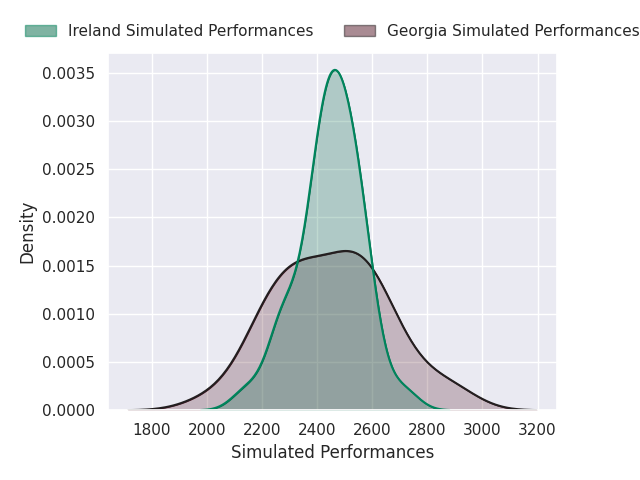 Ireland Simulated Performances Georgia Simulated Performances
0.0035
0.0030
0.0025
0.0020
0.0015
0.0010
0.0005
0.0000
Density
1800 2000 2200 2400 2600 2800 3000 3200
Simulated Performances